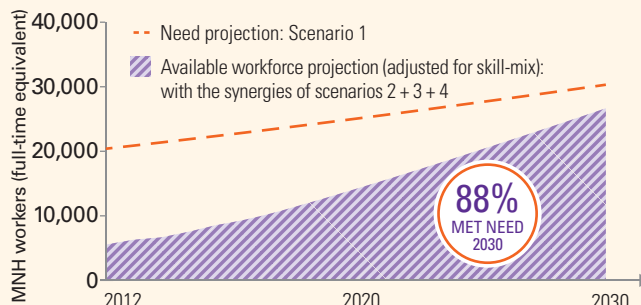 MNH workers (full-time equivalent)
40,000
30,000
20,000
10,000
0
Need projection: Scenario 1
Available workforce projection (adjusted for skill-mix):
with the synergies of scenarios 2 + 3 + 4
88%
MET NEED
2030
2012
2020
2030